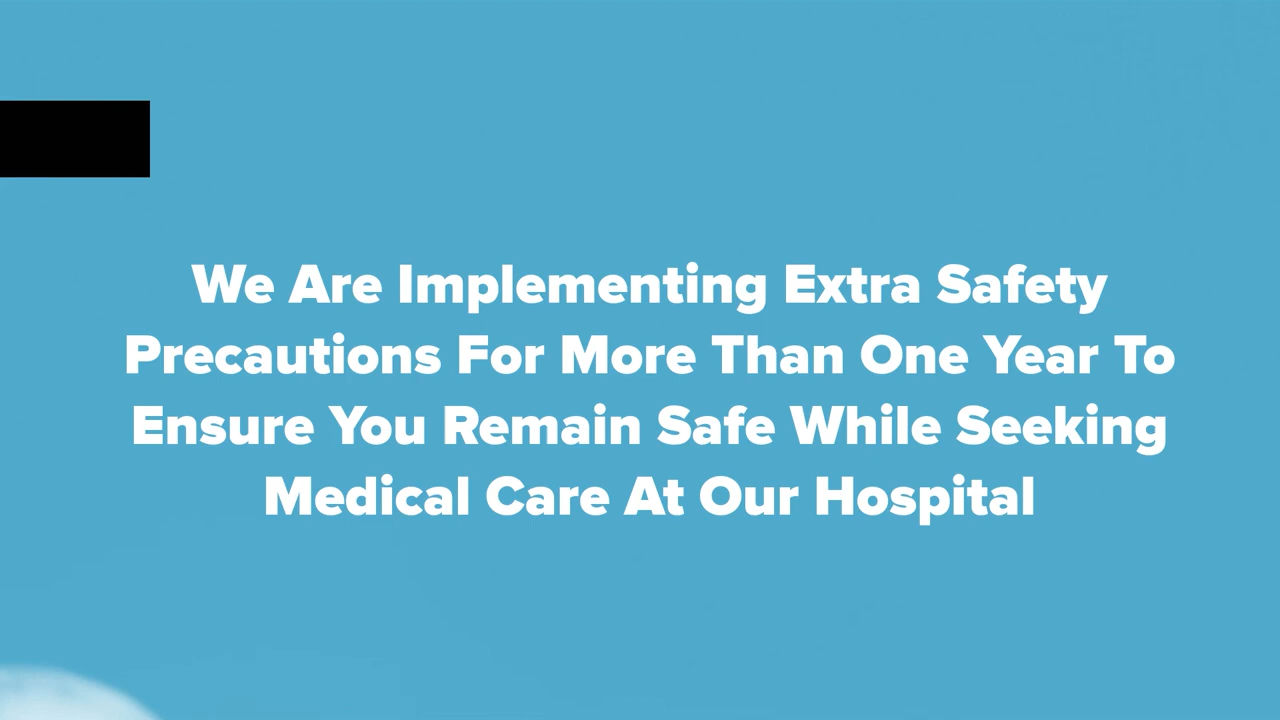 We Are Implementing Extra Safety
Precautions For More Than One Year To
Ensure You Remain Safe While Seeking
Medical Care At Our Hospital